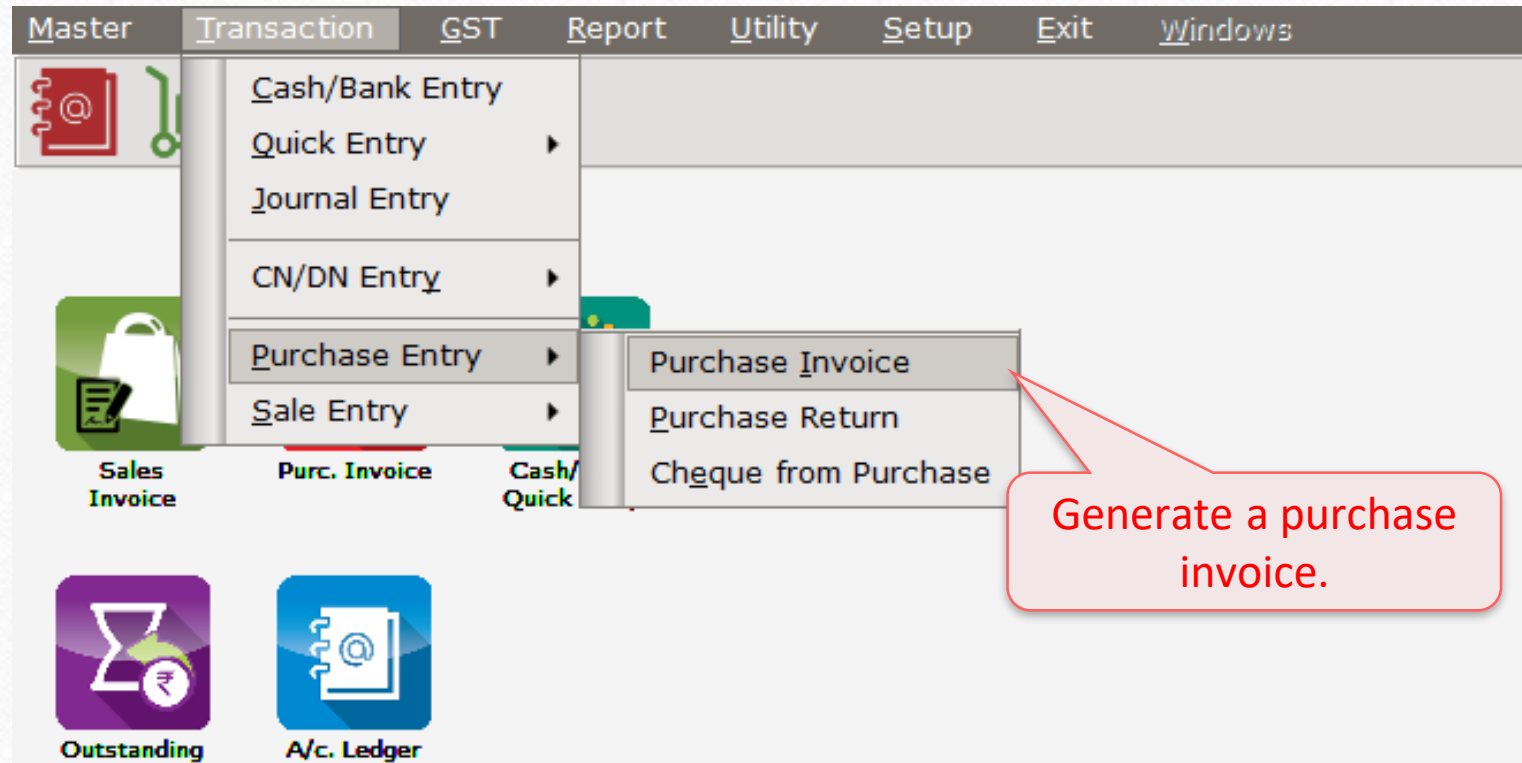 Master Transaction GST Report Utility Setup Exit Windows
Cash/Bank Entry
Quick Entry
Journal Entry
CN/DN Entry
Purchase Entry
Sale Entry
Purchase Invoice
Purchase Return
Cheque from Purchase
Generate a purchase
invoice.
Sales
Invoice
Purc. Invoice
Cash/
Quick
Outstanding
A/c. Ledger